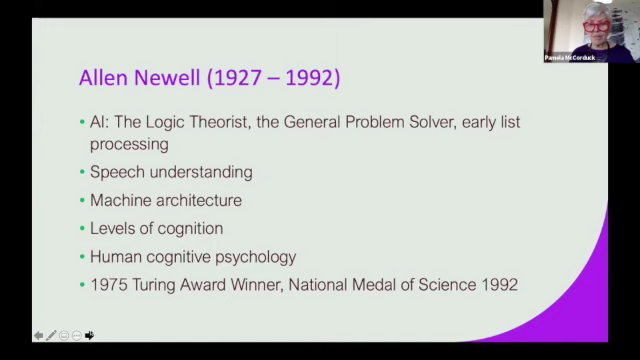 Pamela McCorduck
Allen Newell (1927 – 1992)
• AI: The Logic Theorist, the General Problem Solver, early list
processing
• Speech understanding
• Machine architecture
• Levels of cognition
• Human cognitive psychology
• 1975 Turing Award Winner, National Medal of Science 1992